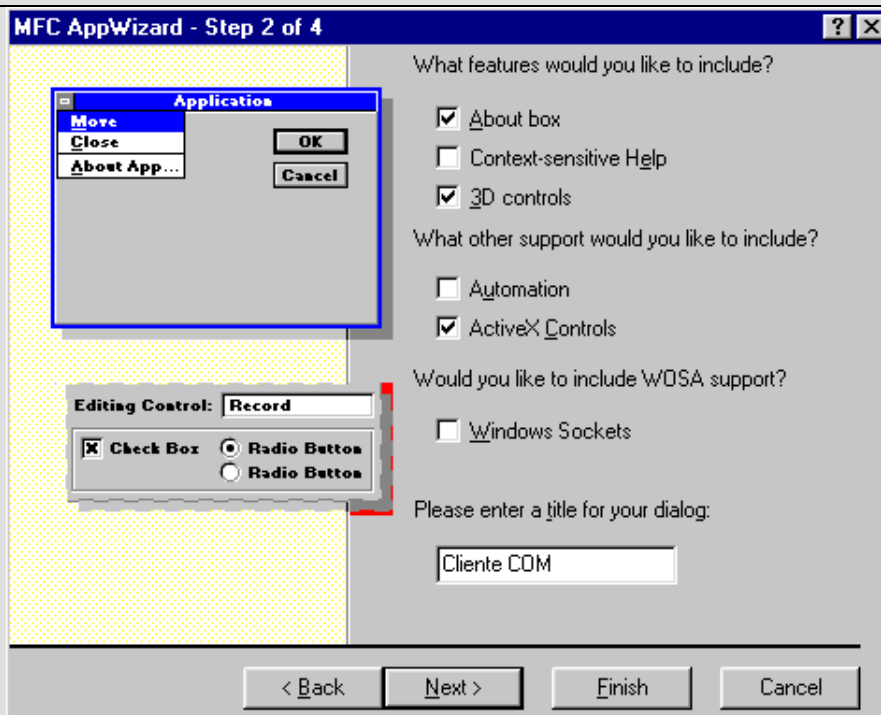 MFC AppWizard - Step 2 of 4
What features would you like to include?
Application
Move
Close
About App...
OK
Cancel
About box
Context-sensitive Help
3D controls
What other support would you like to include?
Automation
ActiveX Controls
Would you like to include WOSA support?
Editing Control: Record
Check Box Radio Button
Radio Button
Windows Sockets
Please enter a title for your dialog:
Cliente COM
< Back Next > Finish Cancel